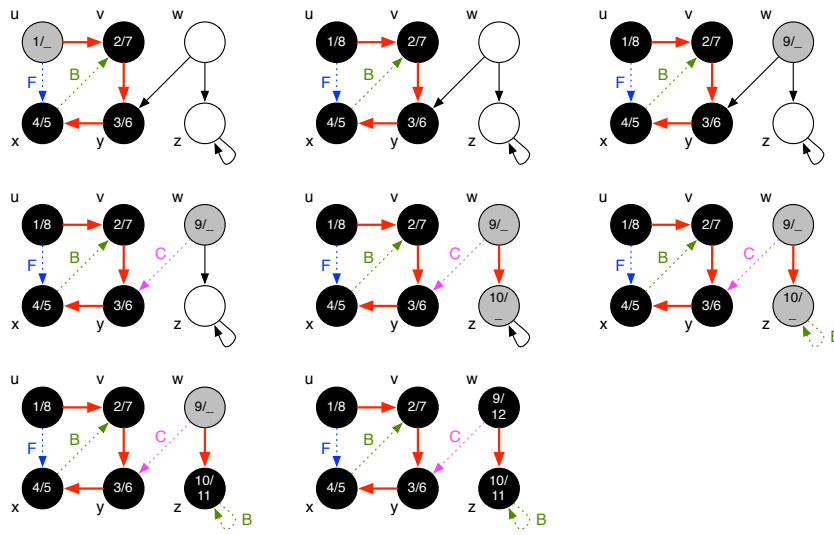 u v w
1/_ 2/7
F B
4/5 3/6
x y z
u v w
1/8 2/7
F B
4/5 3/6
x y z
u v w
1/8 2/7 9/_
F B
4/5 3/6
x y z
u v w
1/8 2/7 9/_
F B C
4/5 3/6
x y z
u v w
1/8 2/7 9/_
F B C
4/5 3/6 10/
_
x y z
u v w
1/8 2/7 9/_
F B C
4/5 3/6 10/
_
x y z B
u v w
1/8 2/7 9/_
F B C
4/5 3/6 10/
11
x y z B
u v w
1/8 2/7 9/
12
F B C
4/5 3/6 10/
11
x y z B